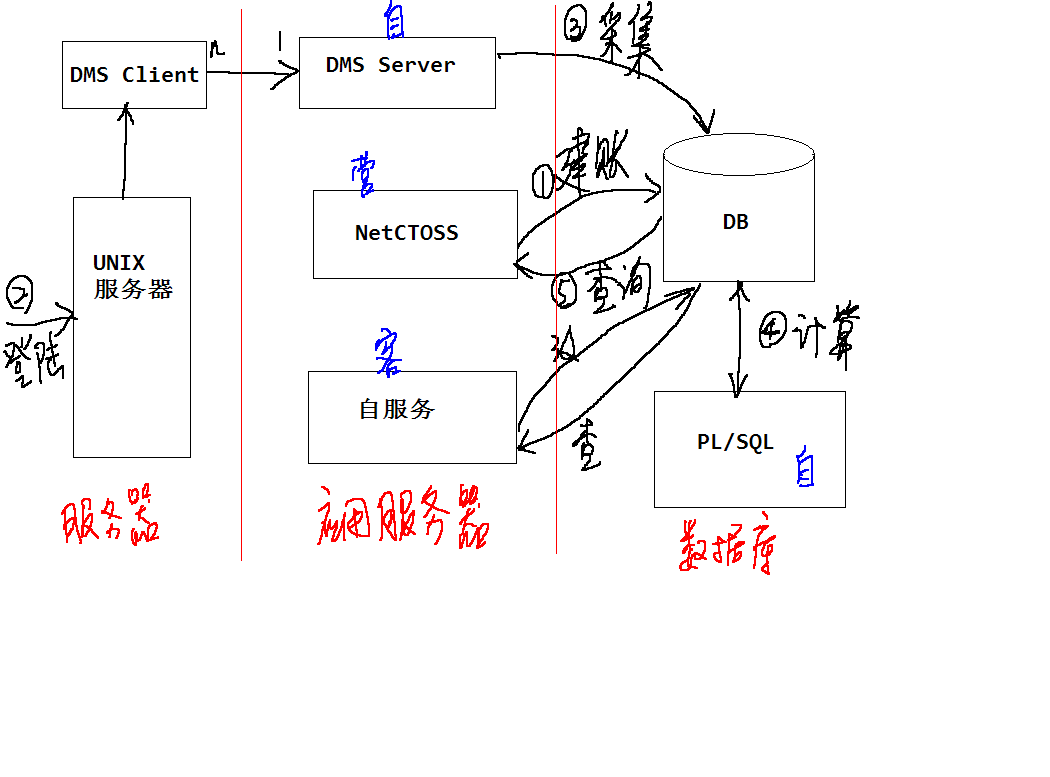 自
③采集
n
1
DMS Client
DMS Server
①建账
营
NetCTOSS
DB
UNIX
服务器
②
登陆
⑤查询
④计算
客
改
自服务
查
PL/SQL
自
服务器
应用服务器
数据库